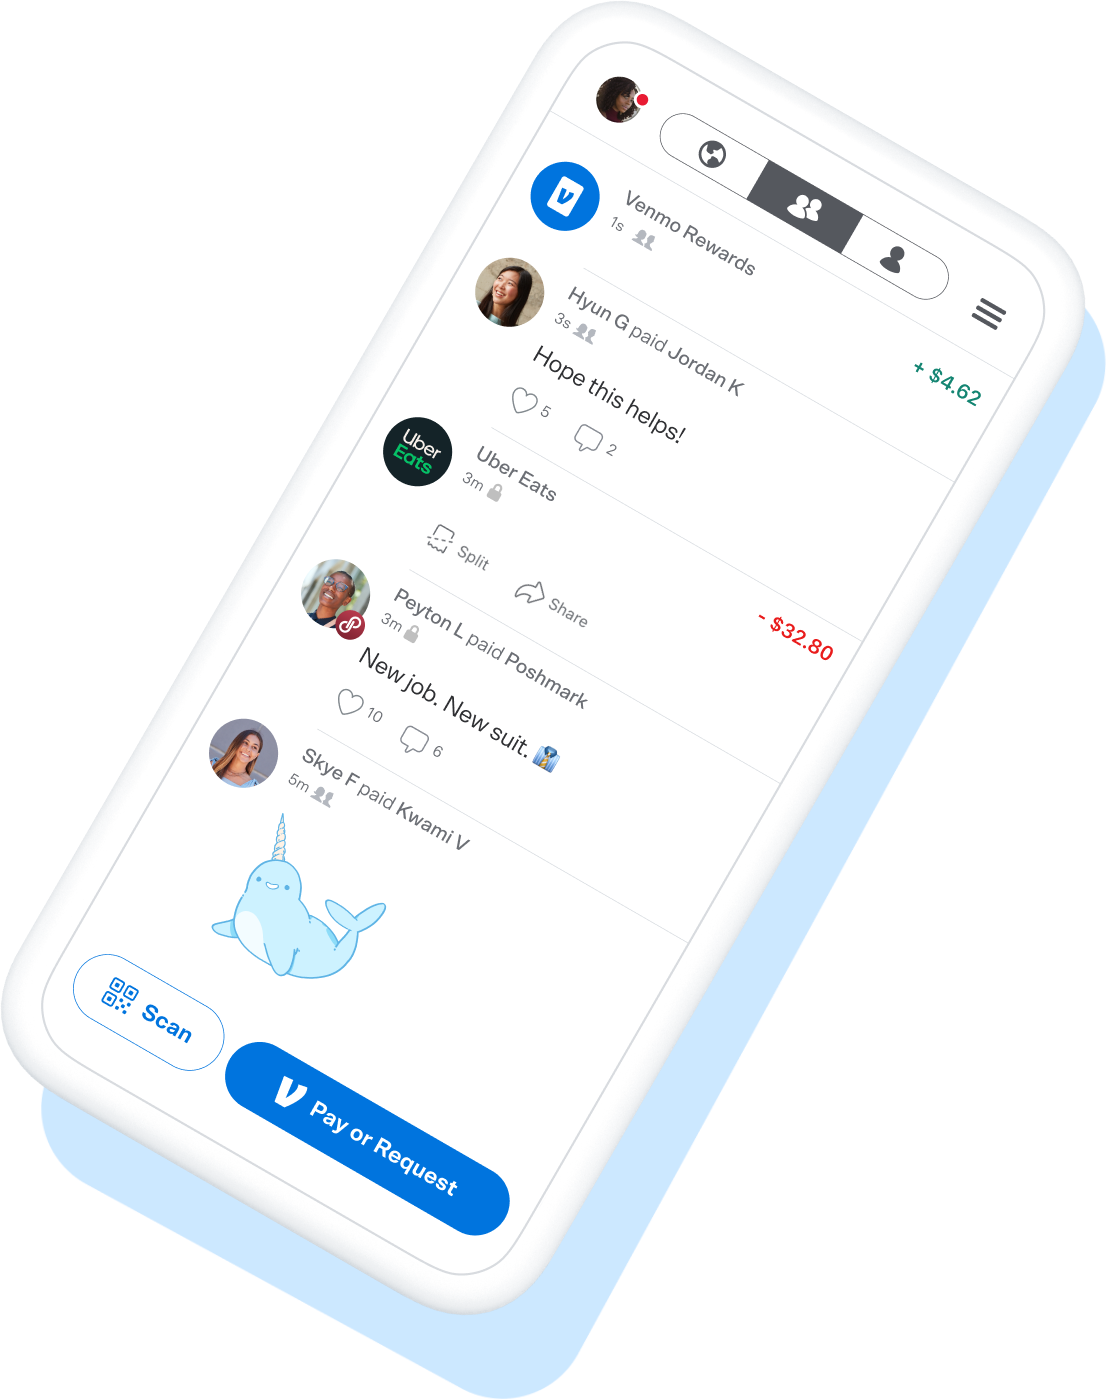 Venmo Rewards
1s
+ $4.62
Hyun G paid Jordan K
3s
Hope this helps!
5 2
Uber Eats
Uber Eats
3m
- $32.80
Split Share
Peyton L paid Poshmark
3m
New job. New suit. 👔
10 6
Skye F paid Kwami V
5m
Scan
Pay or Request